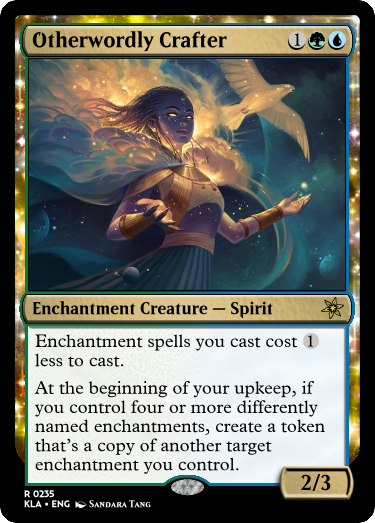 Otherwordly Crafter 1
Enchantment Creature — Spirit
Enchantment spells you cast cost 1
less to cast.
At the beginning of your upkeep, if
you control four or more differently
named enchantments, create a token
that's a copy of another target
enchantment you control.
2/3
R 0235
KLA • ENG Sandara Tang